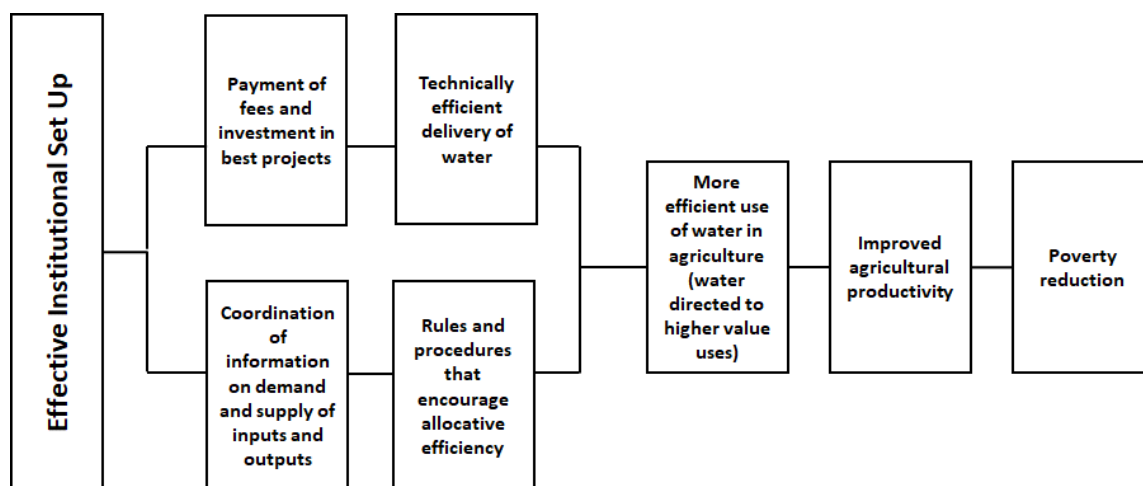 Effective Institutional Set Up
Payment of
fees and
investment in
best projects
Technically
efficient
delivery of
water
Coordination
of
information
on demand
and supply of
inputs and
outputs
Rules and
procedures
that
encourage
allocative
efficiency
More
efficient use
of water in
agriculture
(water
directed to
higher value
uses)
Improved
agricultural
productivity
Poverty
reduction